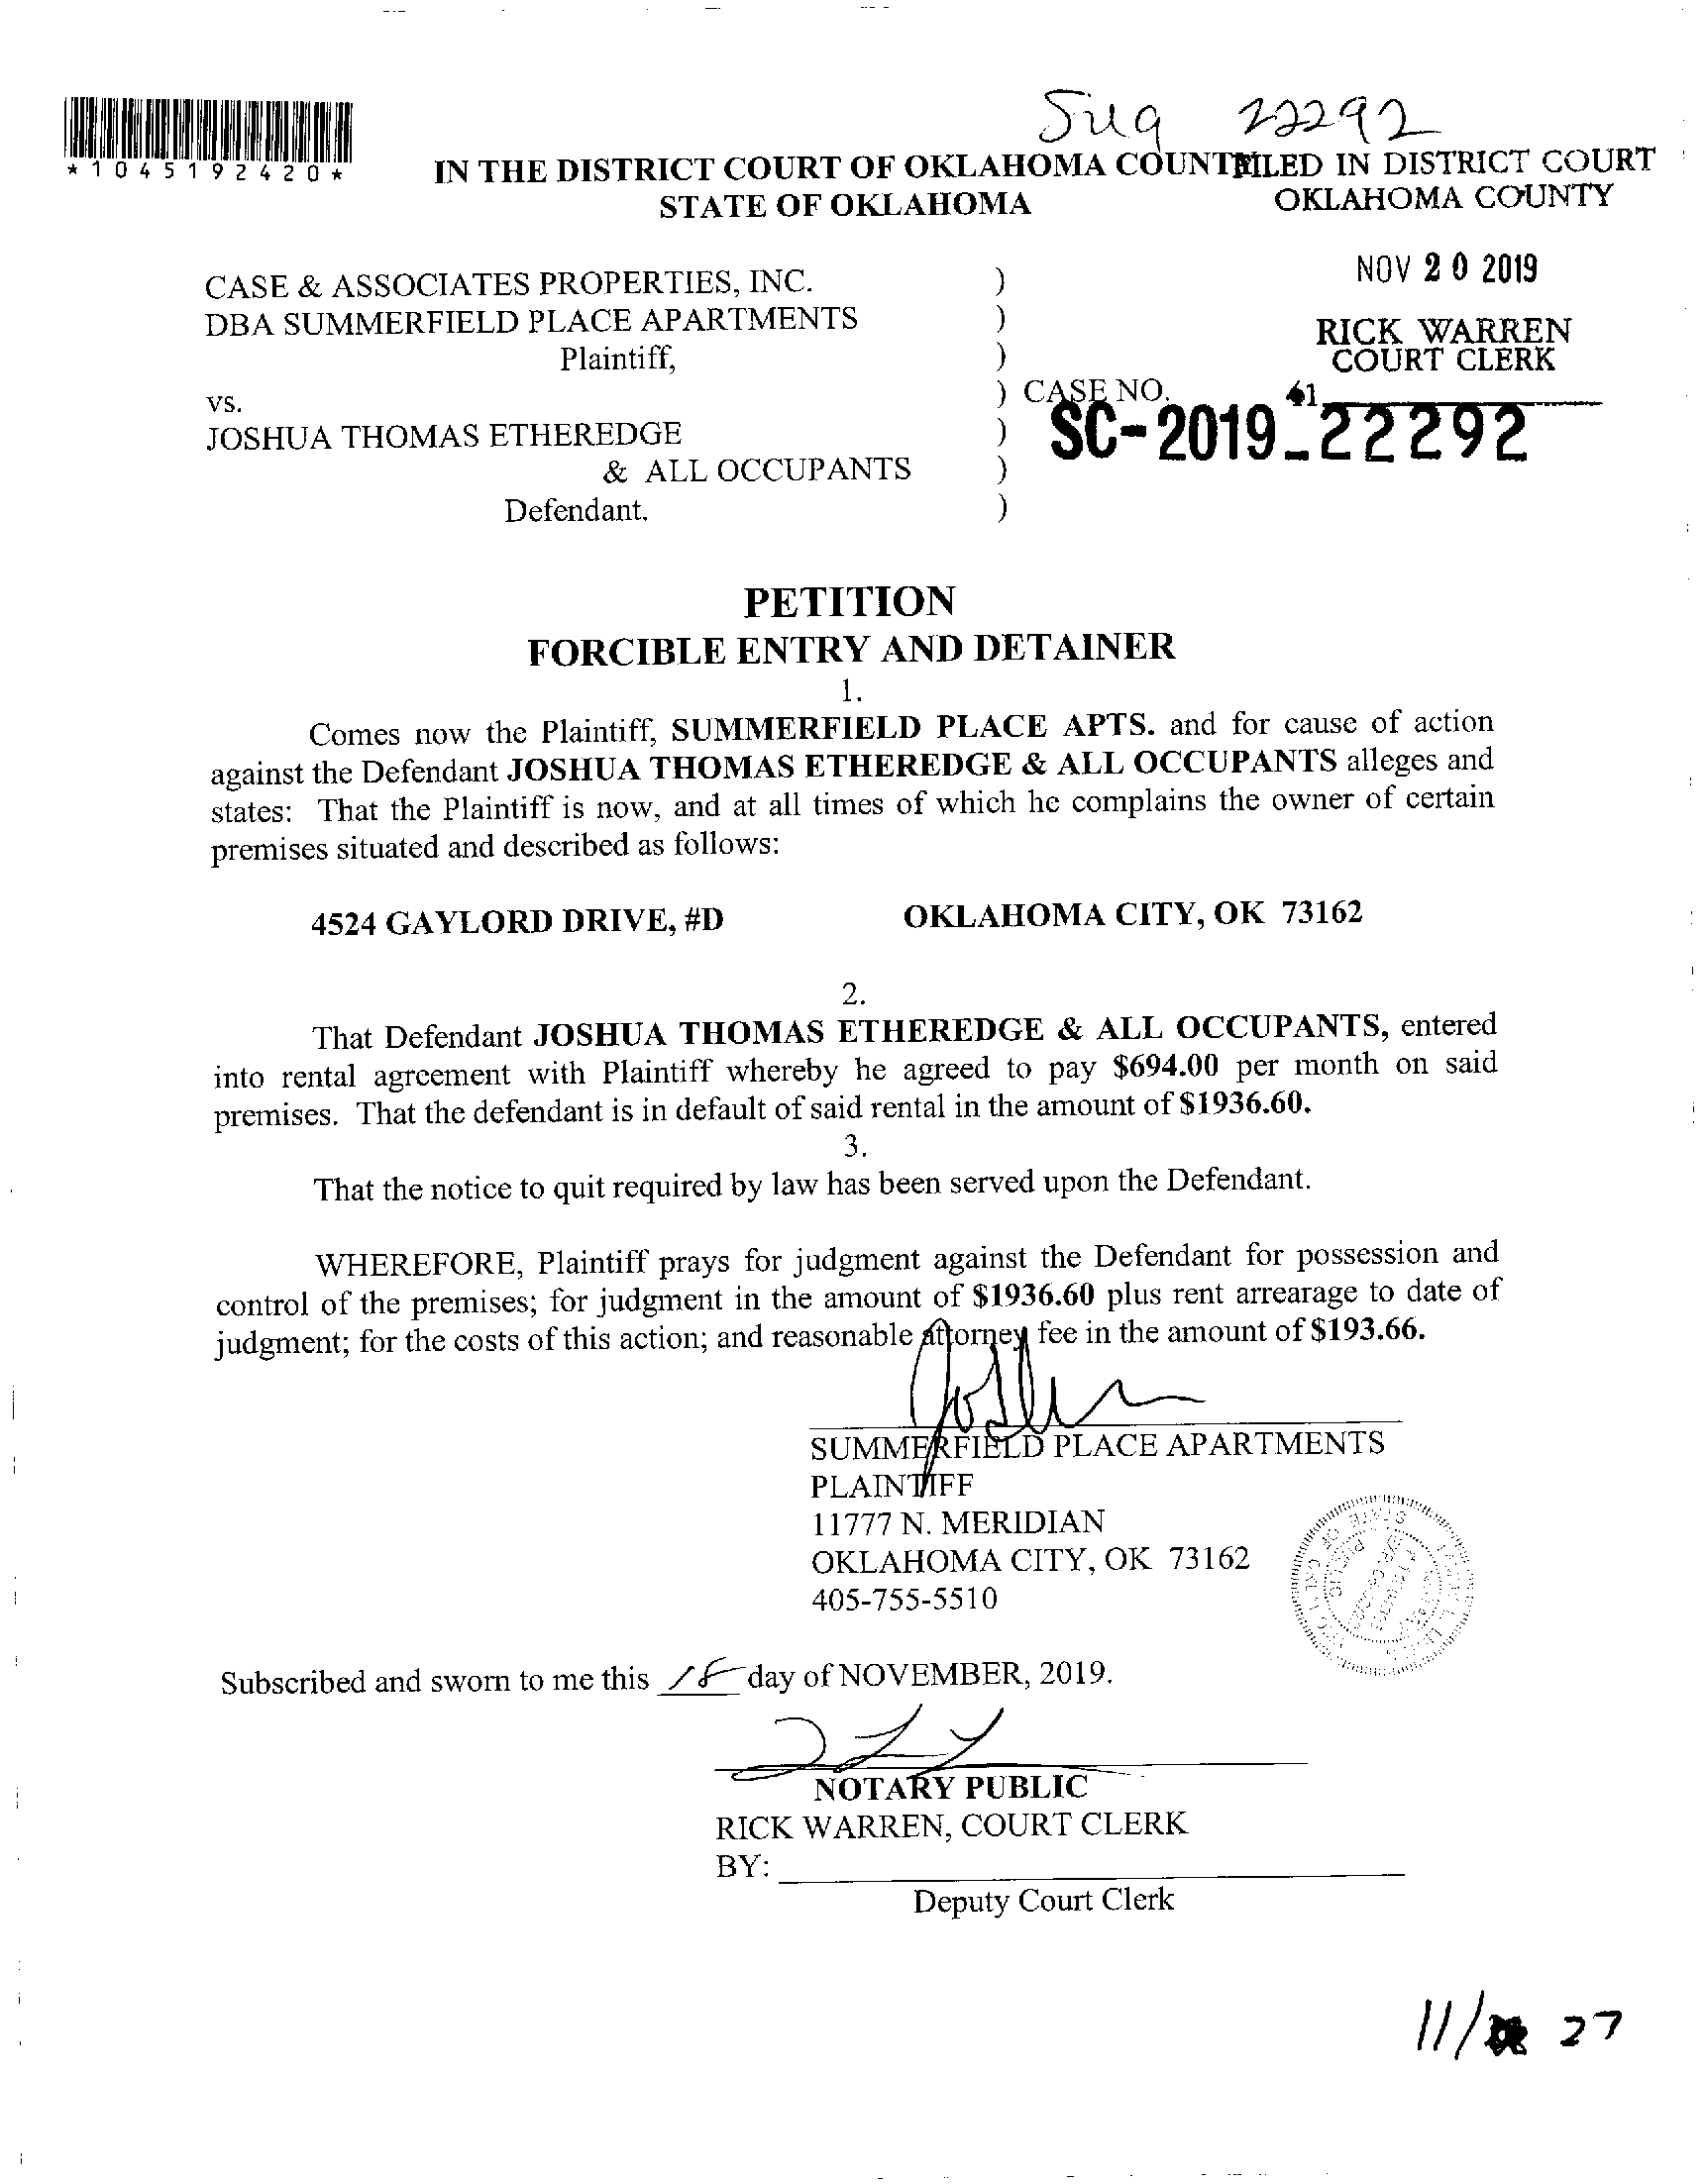 22292
*10451924 20*
IN THE DISTRICT COURT OF OKLAHOMA COUNTY
STATE OF OKLAHOMA
FILED IN DISTRICT COURT
OKLAHOMA COUNTY
NOV 20 2019
RICK WARREN
COURT CLERK
41
CASE & ASSOCIATES PROPERTIES, INC. )
DBA SUMMERFIELD PLACE APARTMENTS )
Plaintiff, )
vs. ) CASE NO.
SC-2019-22292
JOSHUA THOMAS ETHEREDGE )
& ALL OCCUPANTS )
Defendant. )
PETITION
FORCIBLE ENTRY AND DETAINER
1.
Comes now the Plaintiff, SUMMERFIELD PLACE APTS. and for cause of action
against the Defendant JOSHUA THOMAS ETHEREDGE & ALL OCCUPANTS alleges and
states: That the Plaintiff is now, and at all times of which he complains the owner of certain
premises situated and described as follows:
4524 GAYLORD DRIVE, #D OKLAHOMA CITY, OK 73162
2.
That Defendant JOSHUA THOMAS ETHEREDGE & ALL OCCUPANTS, entered
into rental agreement with Plaintiff whereby he agreed to pay $694.00 per month on said
premises. That the defendant is in default of said rental in the amount of $1936.60.
3.
That the notice to quit required by law has been served upon the Defendant.
WHEREFORE, Plaintiff prays for judgment against the Defendant for possession and
control of the premises; for judgment in the amount of $1936.60 plus rent arrearage to date of
judgment; for the costs of this action; and reasonable attorney fee in the amount of $193.66.
SUMMERFIELD PLACE APARTMENTS
PLAINTIFF
11777 N. MERIDIAN
OKLAHOMA CITY, OK 73162
405-755-5510
Subscribed and sworn to me this 18 day of NOVEMBER, 2019.
NOTARY PUBLIC
RICK WARREN, COURT CLERK
BY:
Deputy Court Clerk
11/ 27